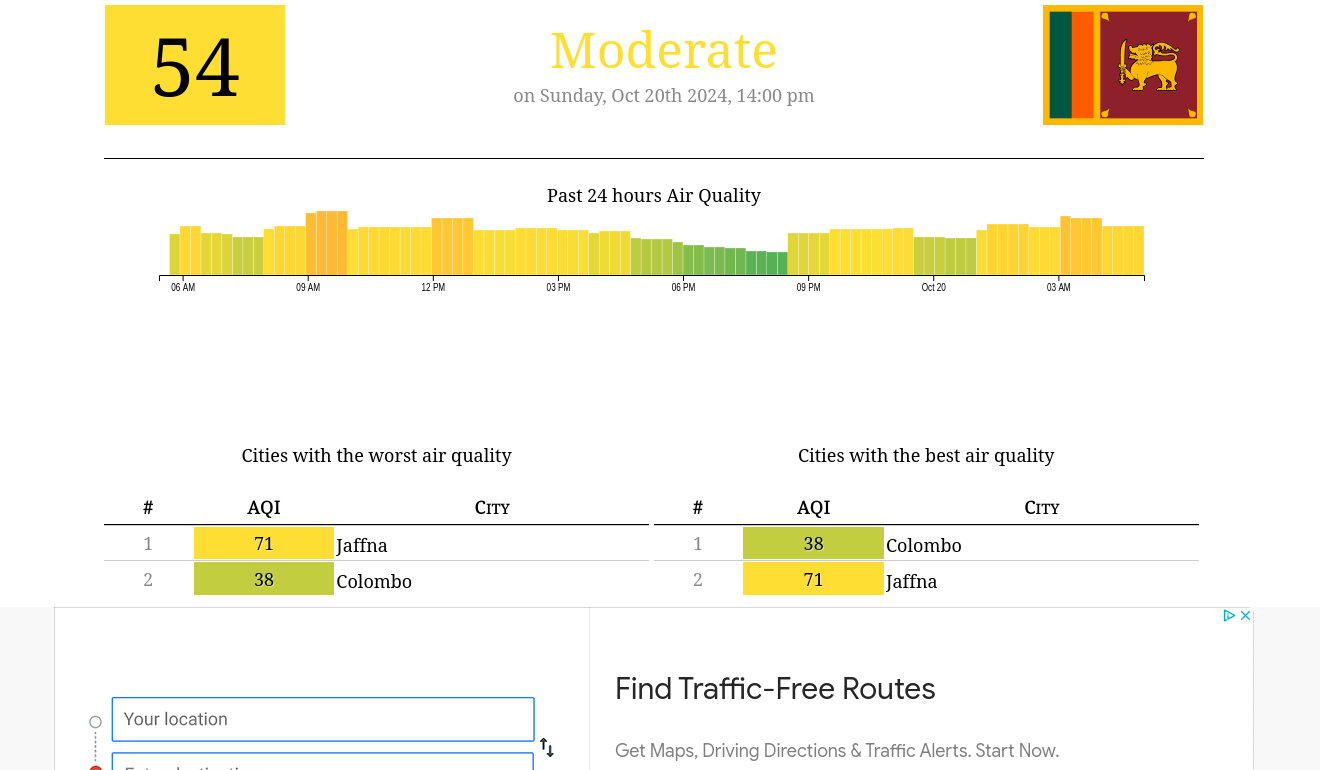 54
Moderate
on Sunday, Oct 20th 2024, 14:00 pm
Past 24 hours Air Quality
06 AM 09 AM 12 PM 03 PM 06 PM 09 PM Oct 20 03 AM
Cities with the worst air quality
# AQI City
1 71 Jaffna
2 38 Colombo
Cities with the best air quality
# AQI City
1 38 Colombo
2 71 Jaffna
Your location
Find Traffic-Free Routes
Get Maps, Driving Directions & Traffic Alerts. Start Now.